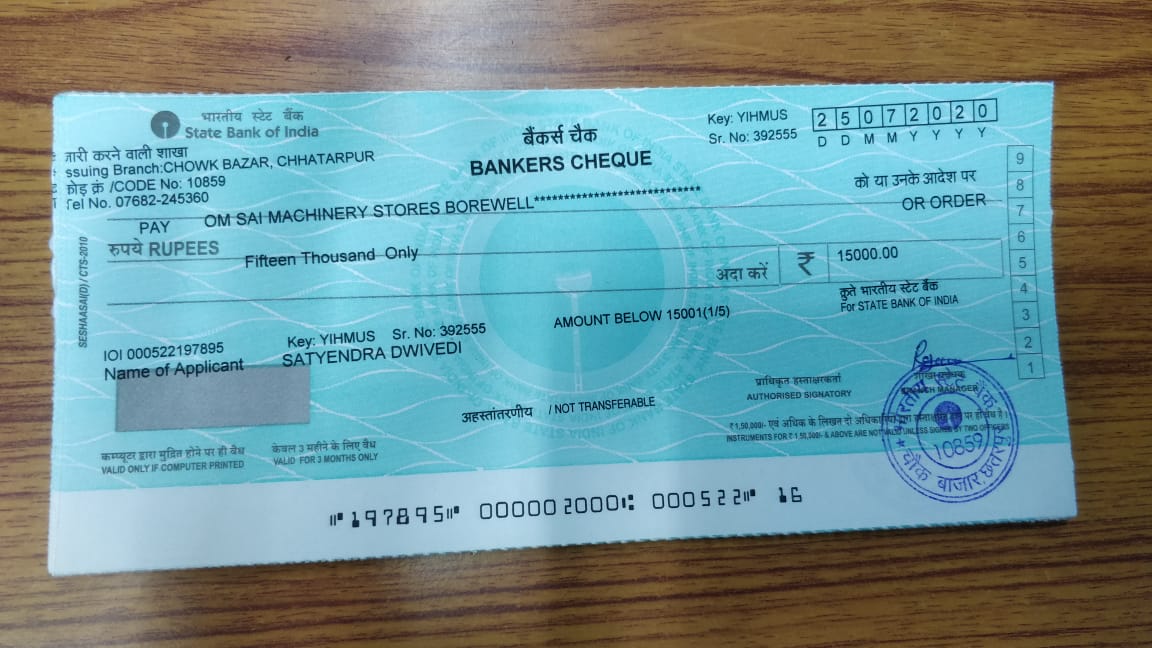 भारतीय स्टेट बैंक
State Bank of India
जारी करने वाली शाखा
ssuing Branch:CHOWK BAZAR, CHHATARPUR
कोड़ क्रं /CODE No: 10859
Tel No. 07682-245360
बैंकर्स चैक
BANKERS CHEQUE
Key: YIHMUS
Sr. No: 392555
2 5 0 7 2 0 2 0
D D M M Y Y Y Y
को या उनके आदेश पर
PAY OM SAI MACHINERY STORES BOREWELL**************************** OR ORDER
रुपये RUPEES Fifteen Thousand Only
अदा करें ₹ 15000.00
कृते भारतीय स्टेट बैंक
For STATE BANK OF INDIA
AMOUNT BELOW 15001(1/5)
IOI 000522197895 Key: YIHMUS Sr. No: 392555
Name of Applicant SATYENDRA DWIVEDI
SESHAASAI(D) / CTS-2010
9
8
7
6
5
4
3
2
1
प्राधिकृत हस्ताक्षरकर्ता
AUTHORISED SIGNATORY
शाखा प्रबंधक
BRANCH MANAGER
अहस्तांतरणीय / NOT TRANSFERABLE
₹1,50,000/- एवं अधिक के लिखत दो अधिकारियों द्वारा हस्ताक्षरित होने पर ही वैध है।
INSTRUMENTS FOR ₹1,50,000/- & ABOVE ARE NOT VALID UNLESS SIGNED BY TWO OFFICERS
कम्प्यूटर द्वारा मुद्रित होने पर ही वैध
VALID ONLY IF COMPUTER PRINTED
केवल 3 महीने के लिए वैध
VALID FOR 3 MONTHS ONLY
भारतीय स्टेट बैंक
10859
चौक बाजार, छतरपुर
⑈197895⑈ 000002000⑆ 000522⑈ 16